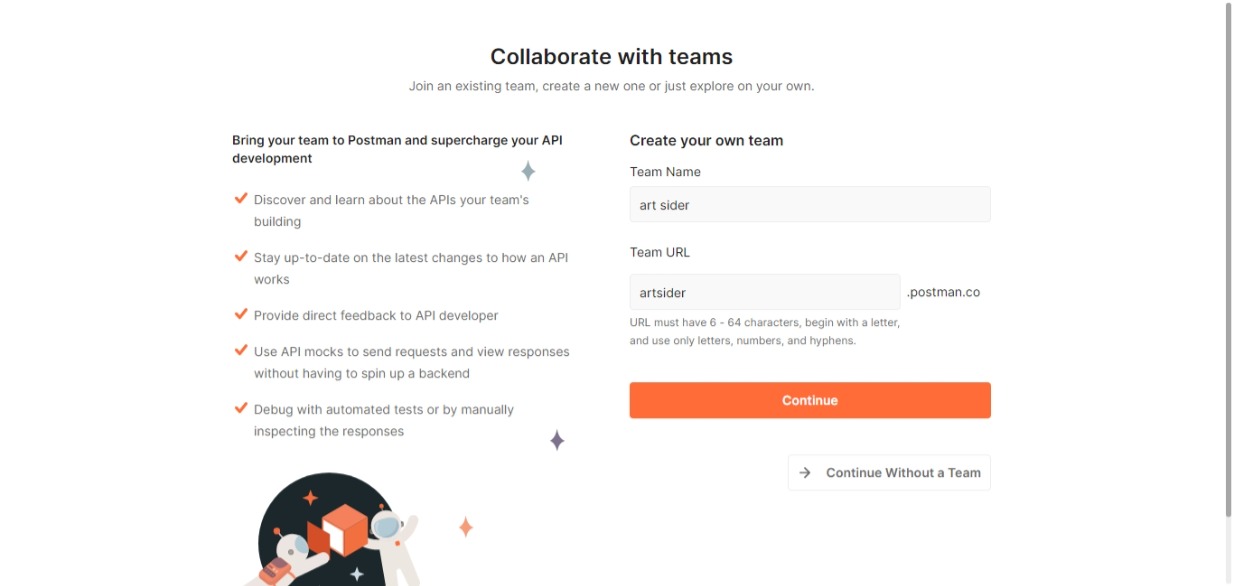 Collaborate with teams
Join an existing team, create a new one or just explore on your own.
Bring your team to Postman and supercharge your API
development
Discover and learn about the APIs your team's
building
Stay up-to-date on the latest changes to how an API
works
Provide direct feedback to API developer
Use API mocks to send requests and view responses
without having to spin up a backend
Debug with automated tests or by manually
inspecting the responses
Create your own team
Team Name
art sider
Team URL
artsider .postman.co
URL must have 6 - 64 characters, begin with a letter,
and use only letters, numbers, and hyphens.
Continue
Continue Without a Team